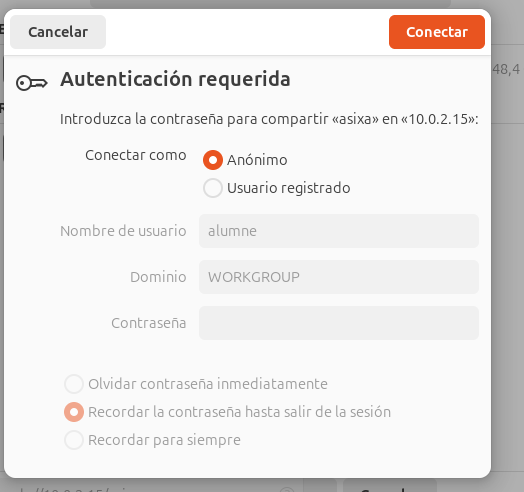 Cancelar
Conectar
Autenticación requerida
48,4
Introduzca la contraseña para compartir «asixa» en «10.0.2.15»:
Conectar como
Anónimo
Usuario registrado
Nombre de usuario
alumne
Dominio
WORKGROUP
Contraseña
Olvidar contraseña inmediatamente
Recordar la contraseña hasta salir de la sesión
Recordar para siempre